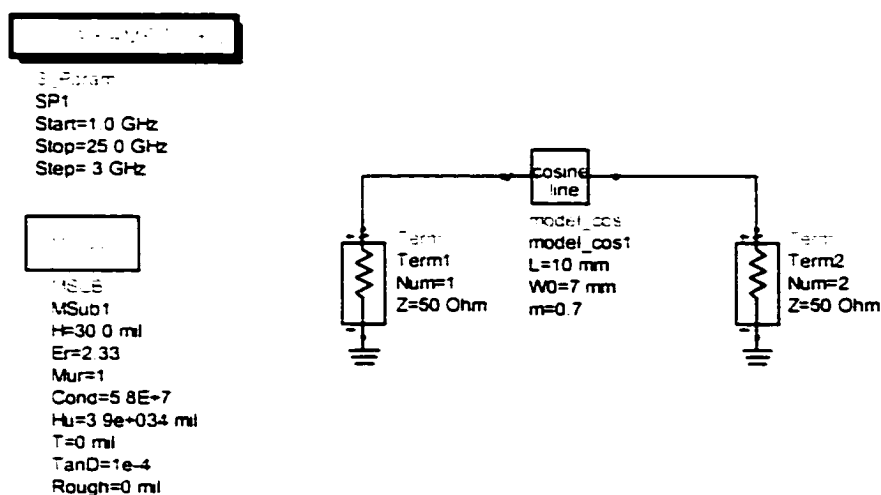 S_Param
SP1
Start=1.0 GHz
Stop=25.0 GHz
Step=.3 GHz
MSUB
MSub1
H=30.0 mil
Er=2.33
Mur=1
Cond=5.8E+7
Hu=3.9e+034 mil
T=0 mil
TanD=1e-4
Rough=0 mil
Term
Term1
Num=1
Z=50 Ohm
cosine
line
model_cos
model_cos1
L=10 mm
W0=7 mm
m=0.7
Term
Term2
Num=2
Z=50 Ohm